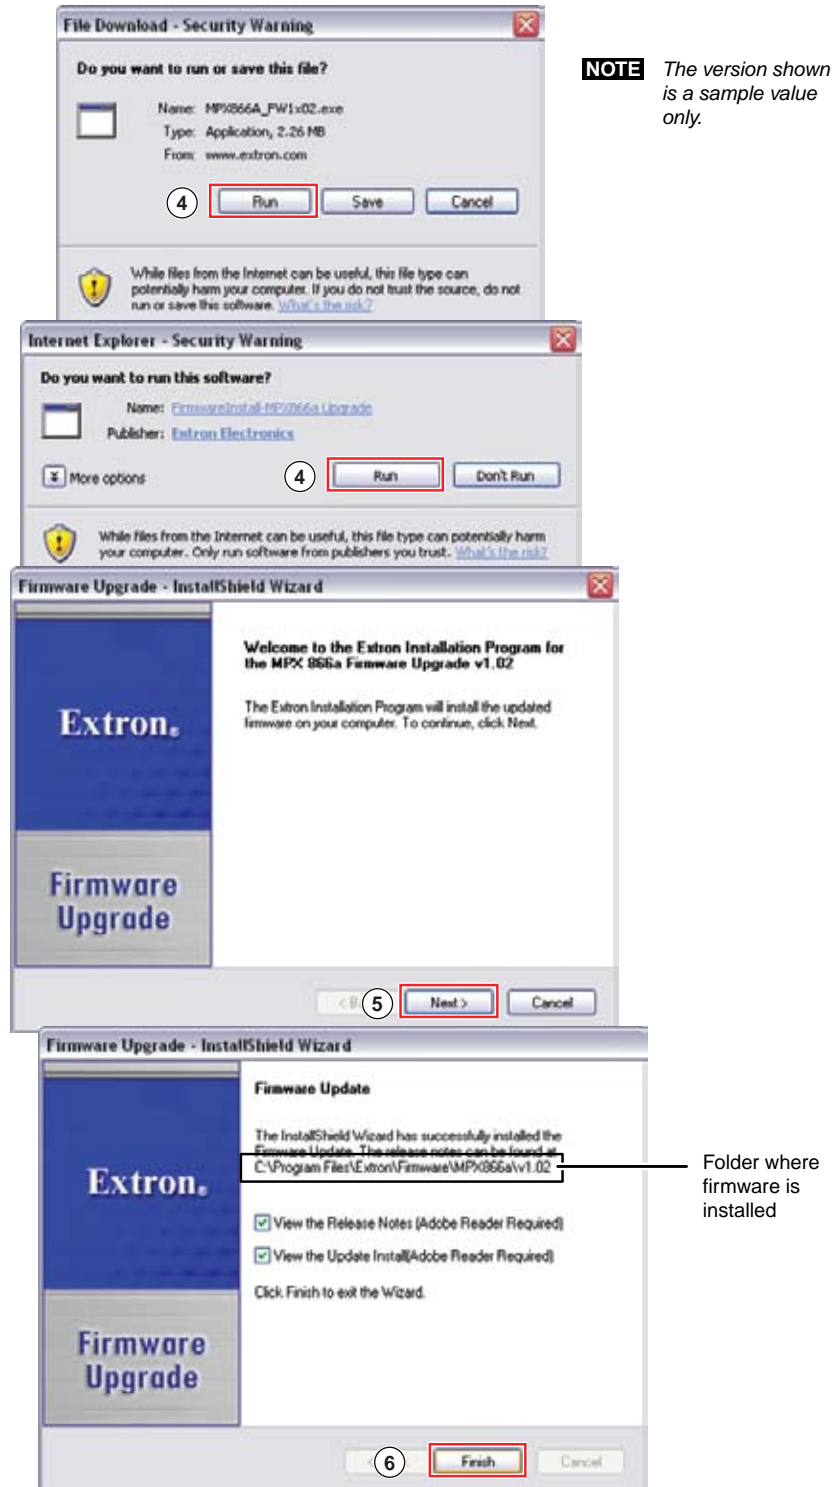 File Download - Security Warning
Do you want to run or save this file?
Name: MPX866A_FW1x02.exe
Type: Application, 2.26 MB
From: www.extron.com
4
Run
Save
Cancel
While files from the Internet can be useful, this file type can
potentially harm your computer. If you do not trust the source, do not
run or save this software. What's the risk?
NOTE The version shown
is a sample value
only.
Internet Explorer - Security Warning
Do you want to run this software?
Name: FirmwareInstall-MPX866a Upgrade
Publisher: Extron Electronics
More options
4
Run
Don't Run
While files from the Internet can be useful, this file type can potentially harm
your computer. Only run software from publishers you trust. What's the risk?
Firmware Upgrade - InstallShield Wizard
Extron®
Firmware
Upgrade
Welcome to the Extron Installation Program for
the MPX 866a Firmware Upgrade v1.02
The Extron Installation Program will install the updated
firmware on your computer. To continue, click Next.
5
Next >
Cancel
Firmware Upgrade - InstallShield Wizard
Extron®
Firmware
Upgrade
Firmware Update
The InstallShield Wizard has successfully installed the
Firmware Update. The release notes can be found at
C:\Program Files\Extron\Firmware\MPX866a\v1.02
Folder where
firmware is
installed
View the Release Notes (Adobe Reader Required)
View the Update Install(Adobe Reader Required)
Click Finish to exit the Wizard.
6
Finish
Cancel